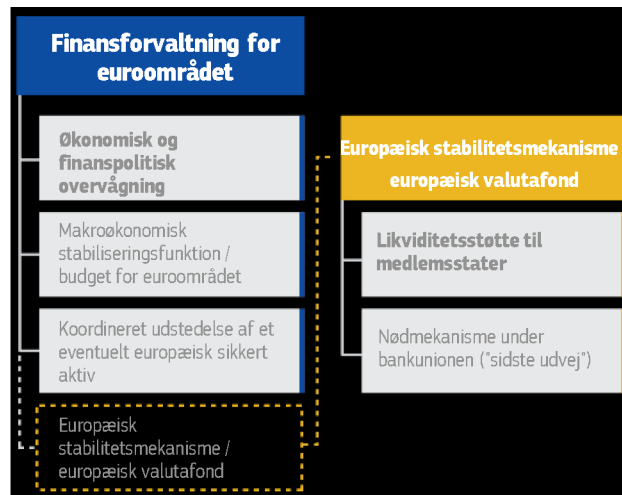 Finansforvaltning for
euroområdet
Økonomisk og
finanspolitisk
overvågning
Makroøkonomisk
stabiliseringsfunktion /
budget for euroområdet
Koordineret udstedelse af et
eventuelt europæisk sikkert
aktiv
Europæisk
stabilitetsmekanisme /
europæisk valutafond
Europæisk stabilitetsmekanisme
europæisk valutafond
Likviditetsstøtte til
medlemsstater
Nødmekanisme under
bankunionen ("sidste udvej")